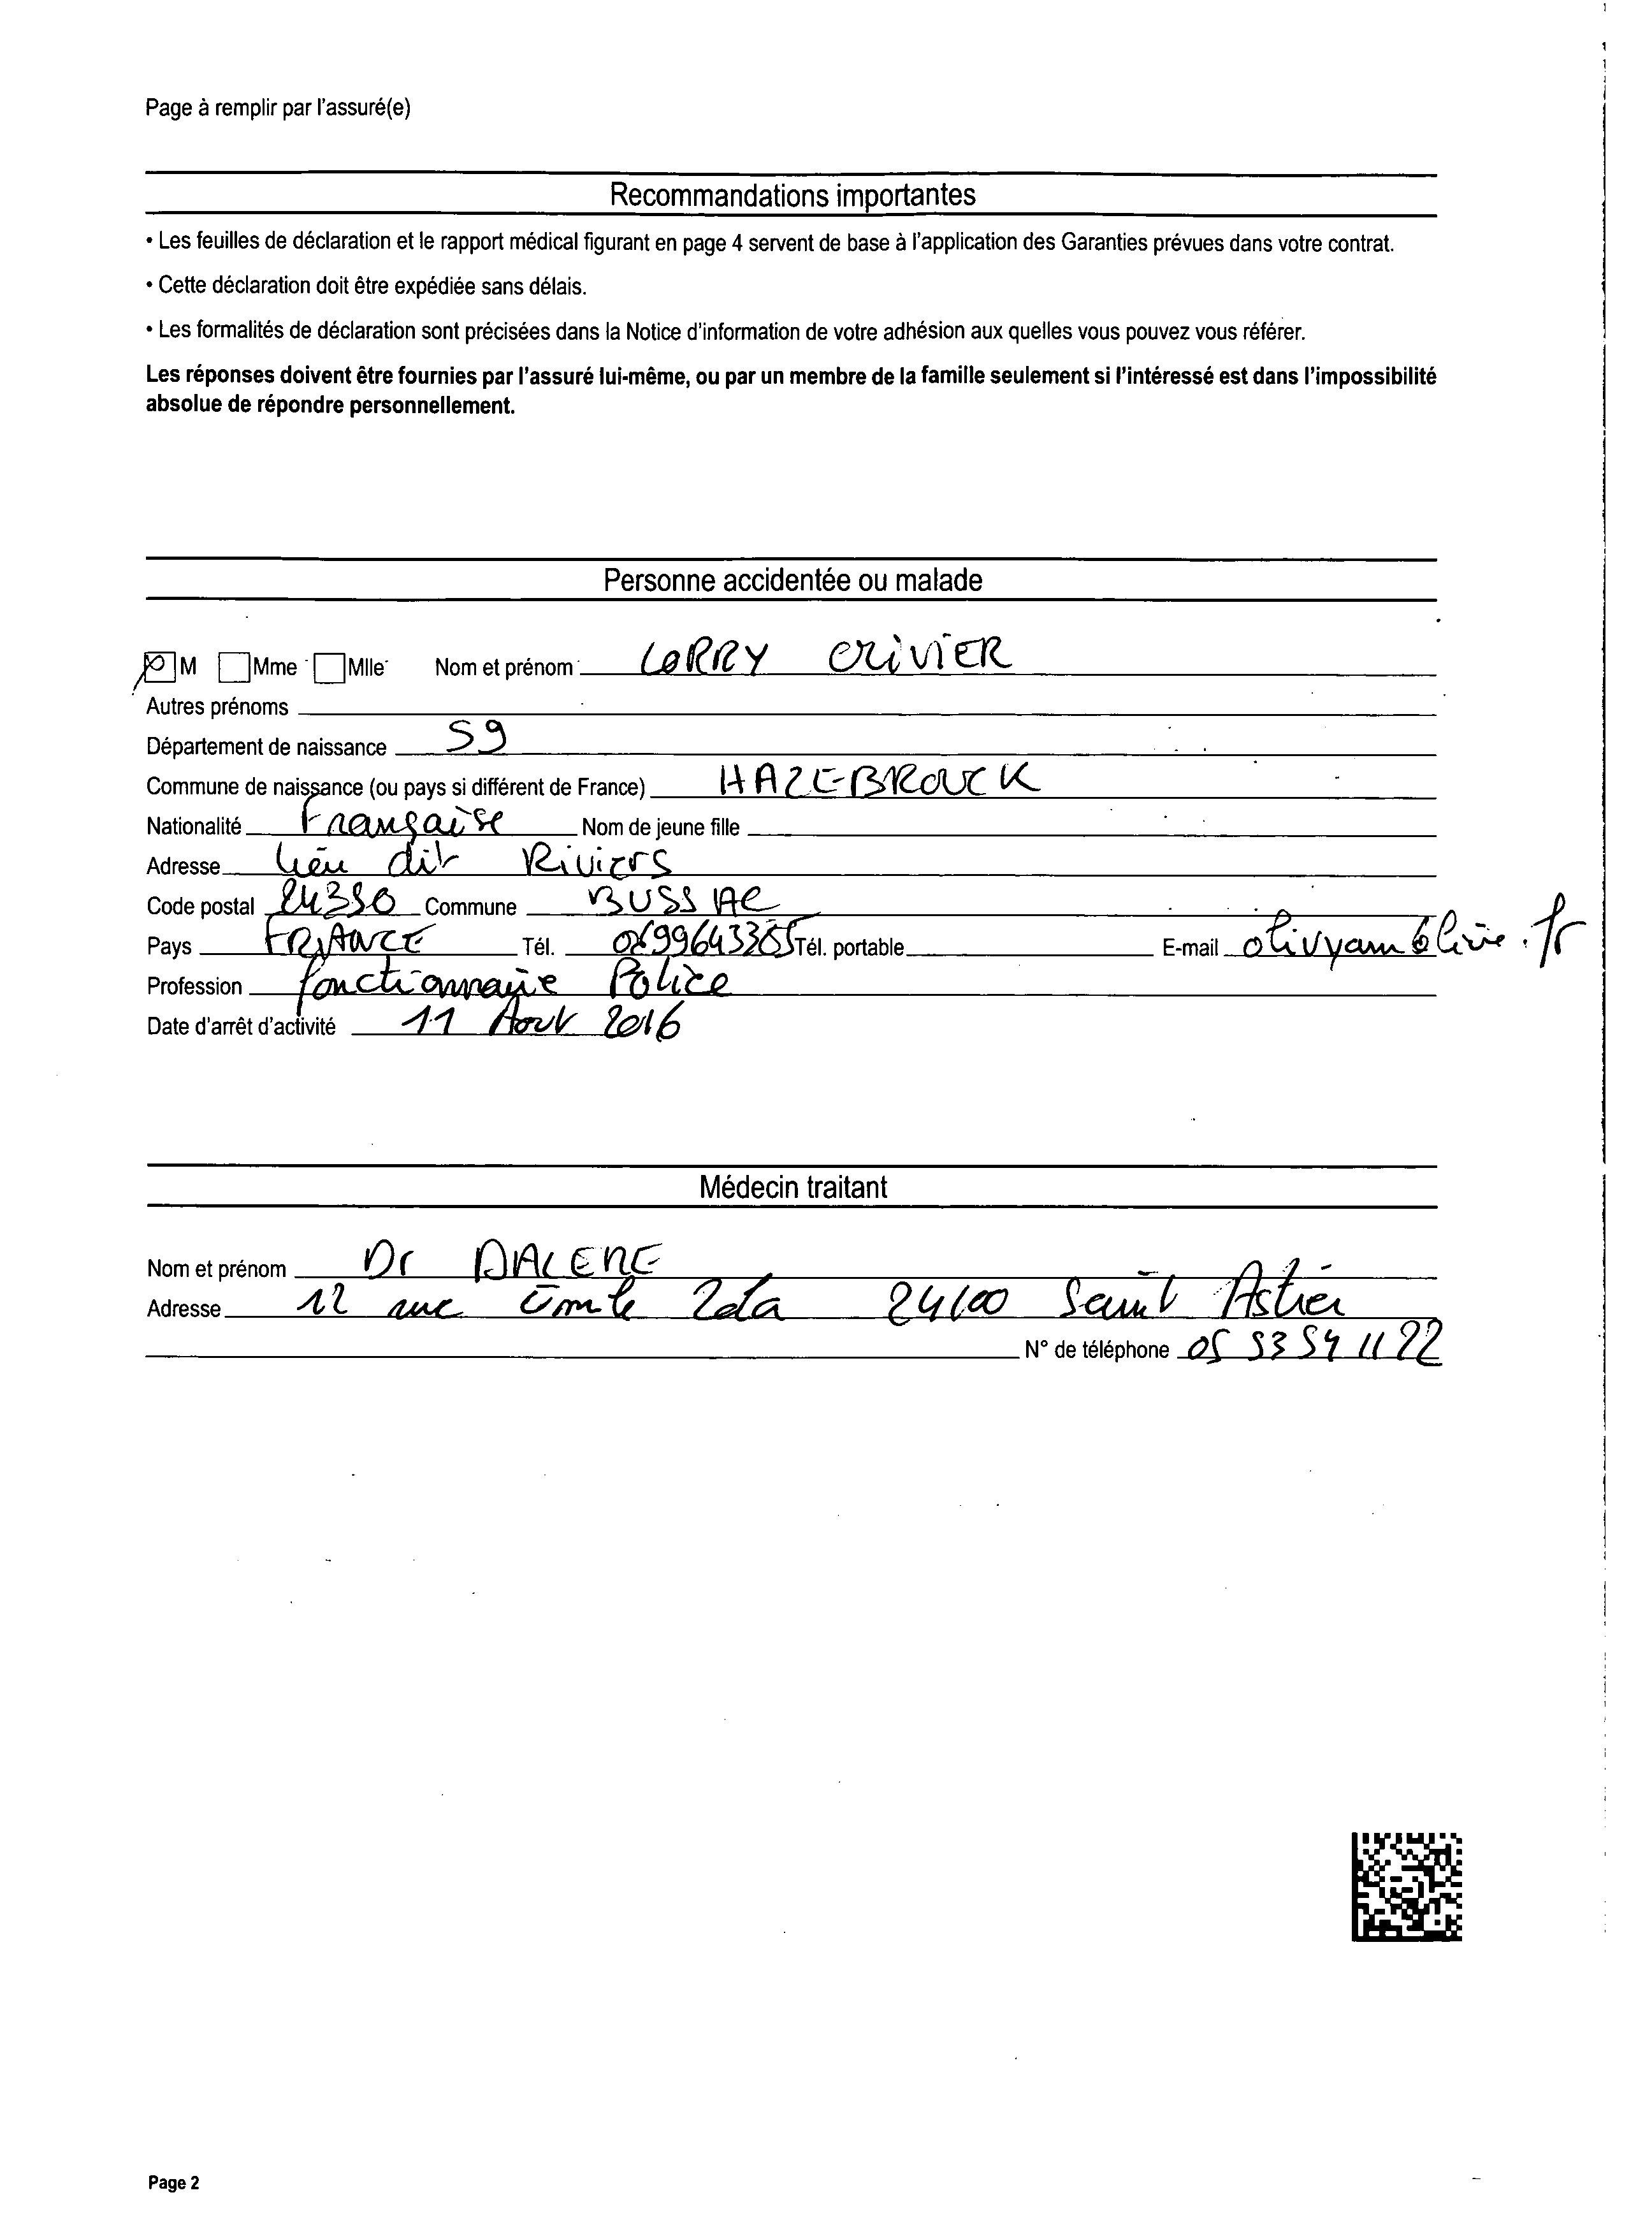 Page à remplir par l'assuré(e)
Recommandations importantes
• Les feuilles de déclaration et le rapport médical figurant en page 4 servent de base à l'application des Garanties prévues dans votre contrat.
• Cette déclaration doit être expédiée sans délais.
• Les formalités de déclaration sont précisées dans la Notice d'information de votre adhésion aux quelles vous pouvez vous référer.
Les réponses doivent être fournies par l'assuré lui-même, ou par un membre de la famille seulement si l'intéressé est dans l'impossibilité
absolue de répondre personnellement.
Personne accidentée ou malade
M Mme Mlle Nom et prénom LORRY OLIVIER
Autres prénoms
Département de naissance 59
Commune de naissance (ou pays si différent de France) HAZEBROUCK
Nationalité Française Nom de jeune fille
Adresse lieu dit Riviers
Code postal 24350 Commune BUSSAC
Pays FRANCE Tél. Tél. portable E-mail
Profession fonctionnaire Police
Date d'arrêt d'activité 11 Aout 2016
Médecin traitant
Nom et prénom Dr DALENE
Adresse 12 rue Emile Zola 24100 Saint Astier
N° de téléphone 05 53 54 11 22
Page 2